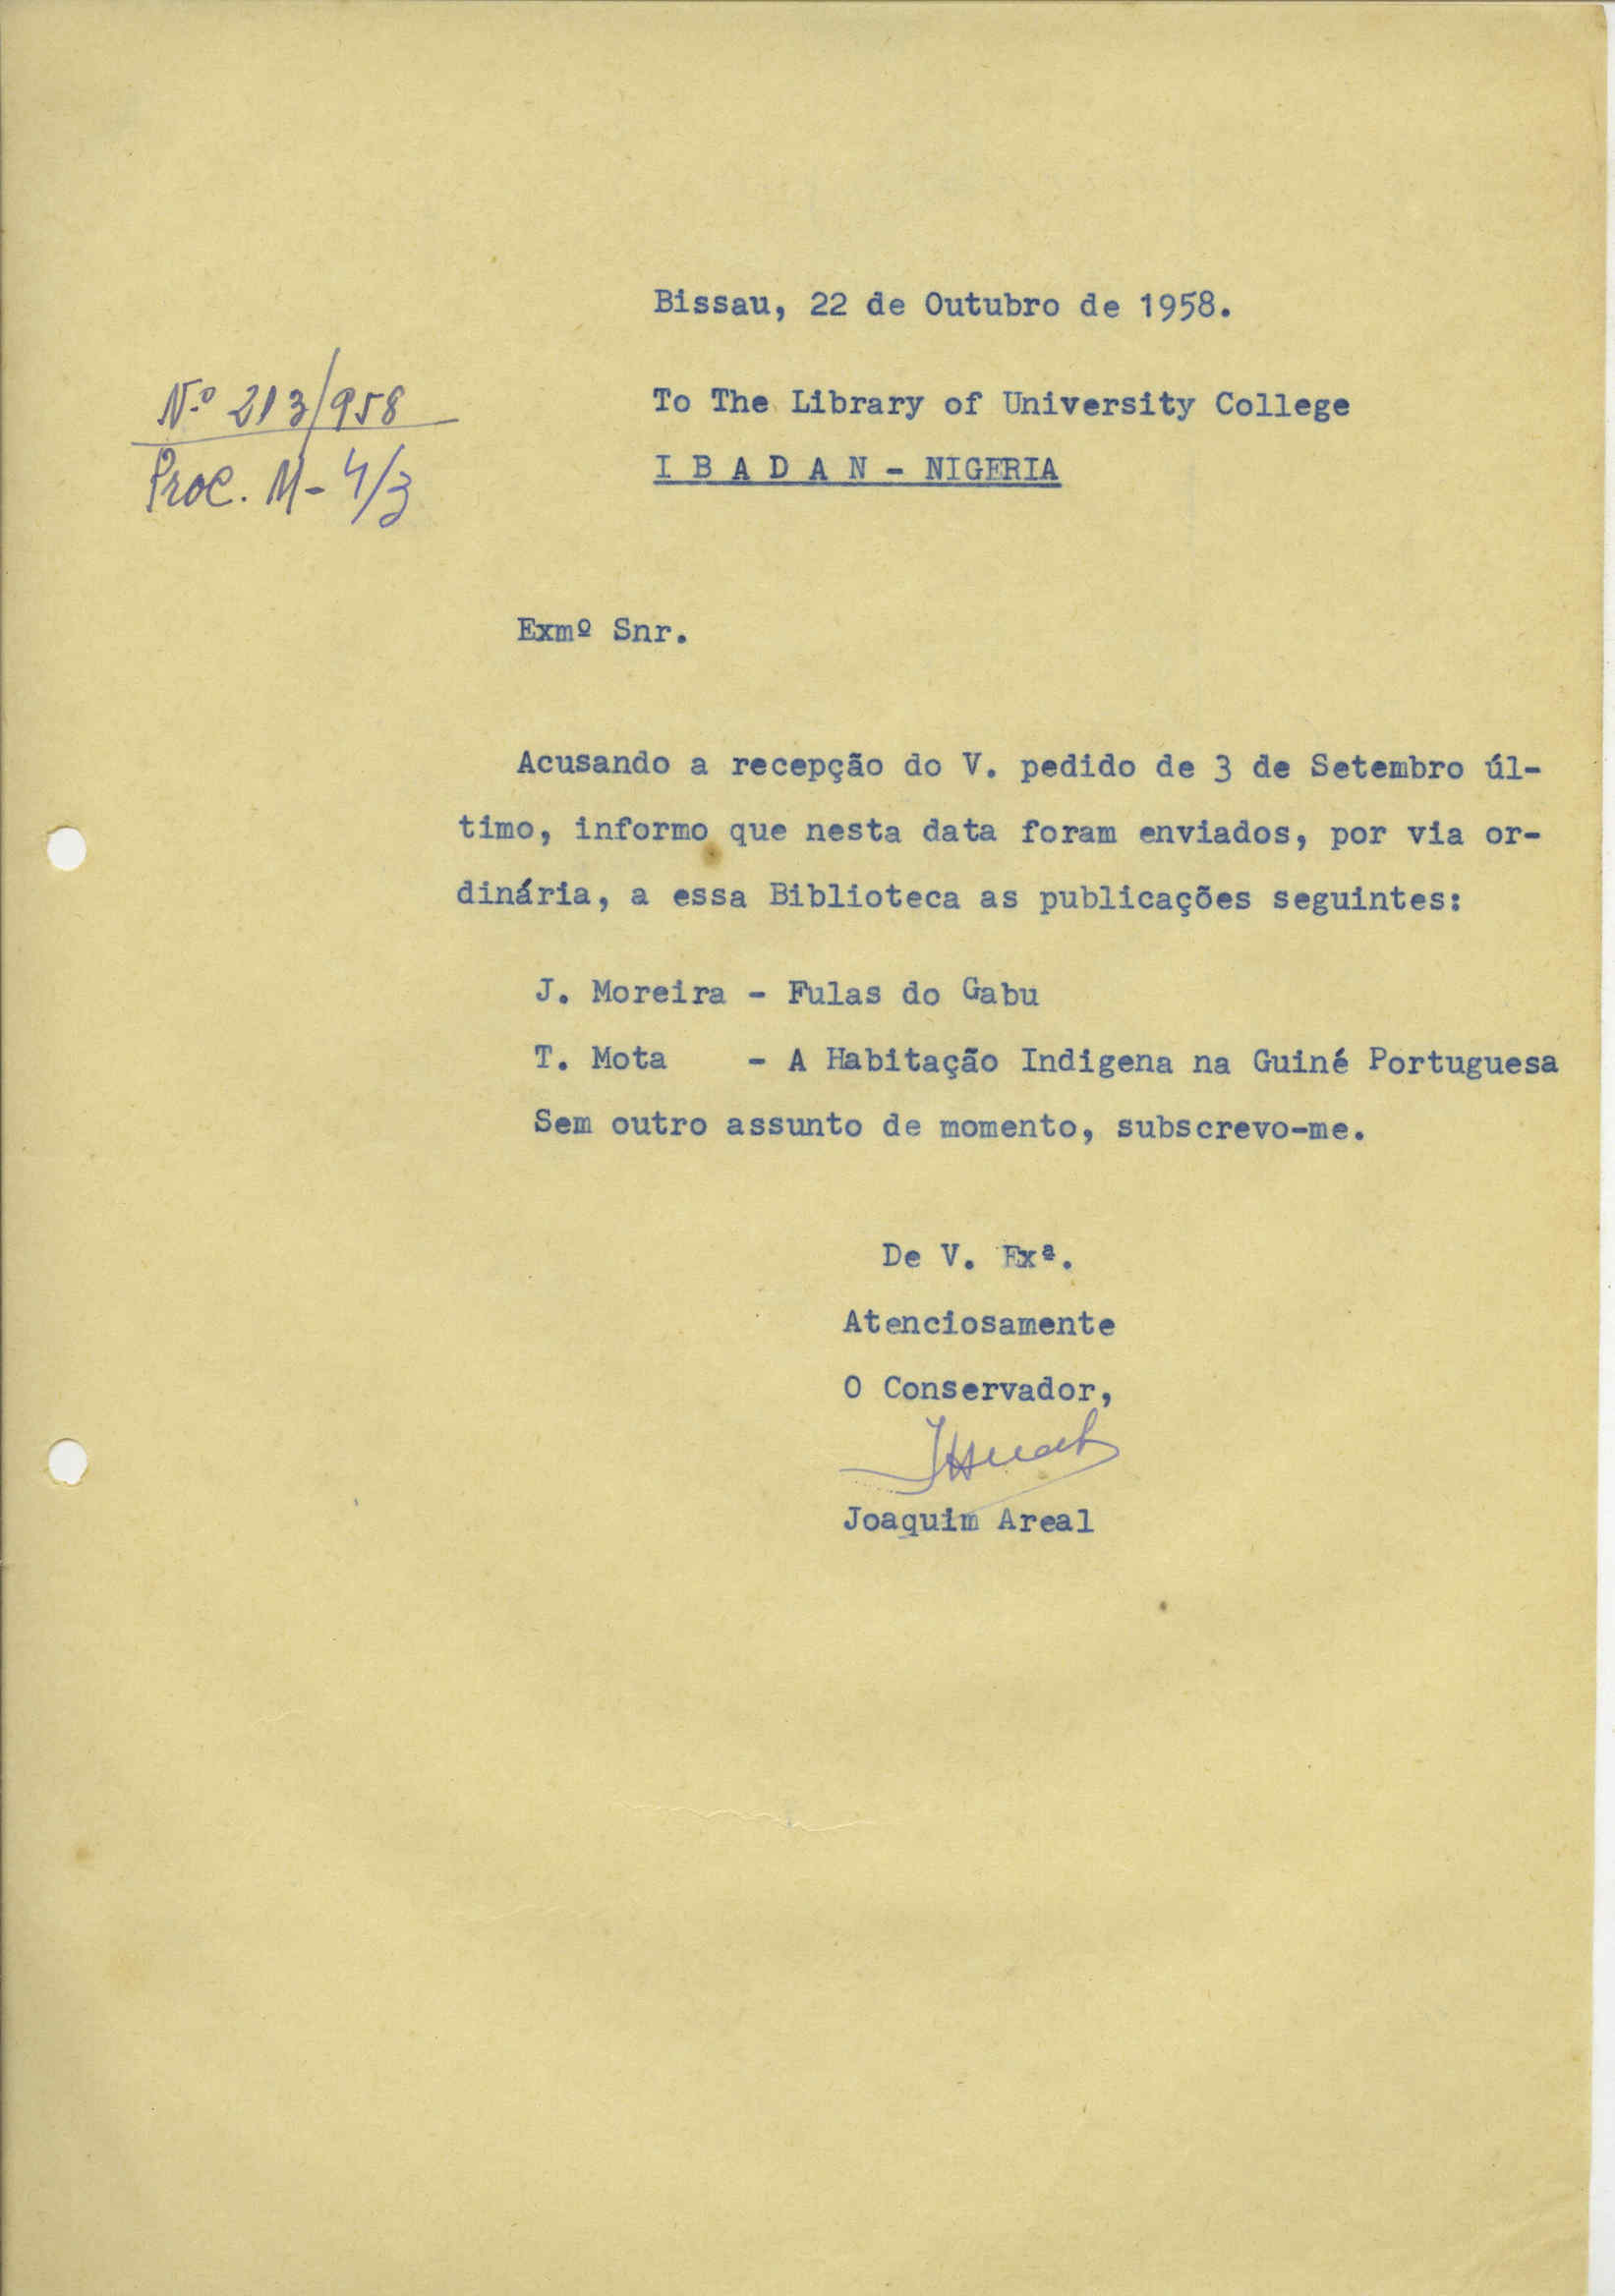 Bissau, 22 de Outubro de 1958.
Nº 213/958
Proc. M- 4/3
To The Library of University College
I B A D A N - NIGERIA
Exmº Snr.
Acusando a recepção do V. pedido de 3 de Setembro úl-
timo, informo que nesta data foram enviados, por via or-
dinária, a essa Biblioteca as publicações seguintes:
J. Moreira - Fulas do Gabu
T. Mota - A Habitação Indigena na Guiné Portuguesa
Sem outro assunto de momento, subscrevo-me.
De V. Exª.
Atenciosamente
O Conservador,
Joaquim Areal